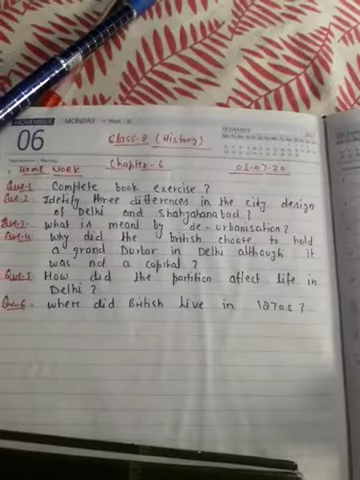 NOVEMBER MONDAY
06
NOVEMBER 2017
Class-8 (History)
Chapter-6
Home Work
03-07-20
Que-1 Complete book exercise?
Que-2. Idetify three differences in the city design
of Delhi and Shahjahanabad?
Que-3. What is meant by de-urbanisation?
Que-4. Why did the british choose to hold
a grand Durbar in Delhi although it
was not a capital?
Que-5. How did the partition affect life in
Delhi?
Que-6. where did British live in 1870s?